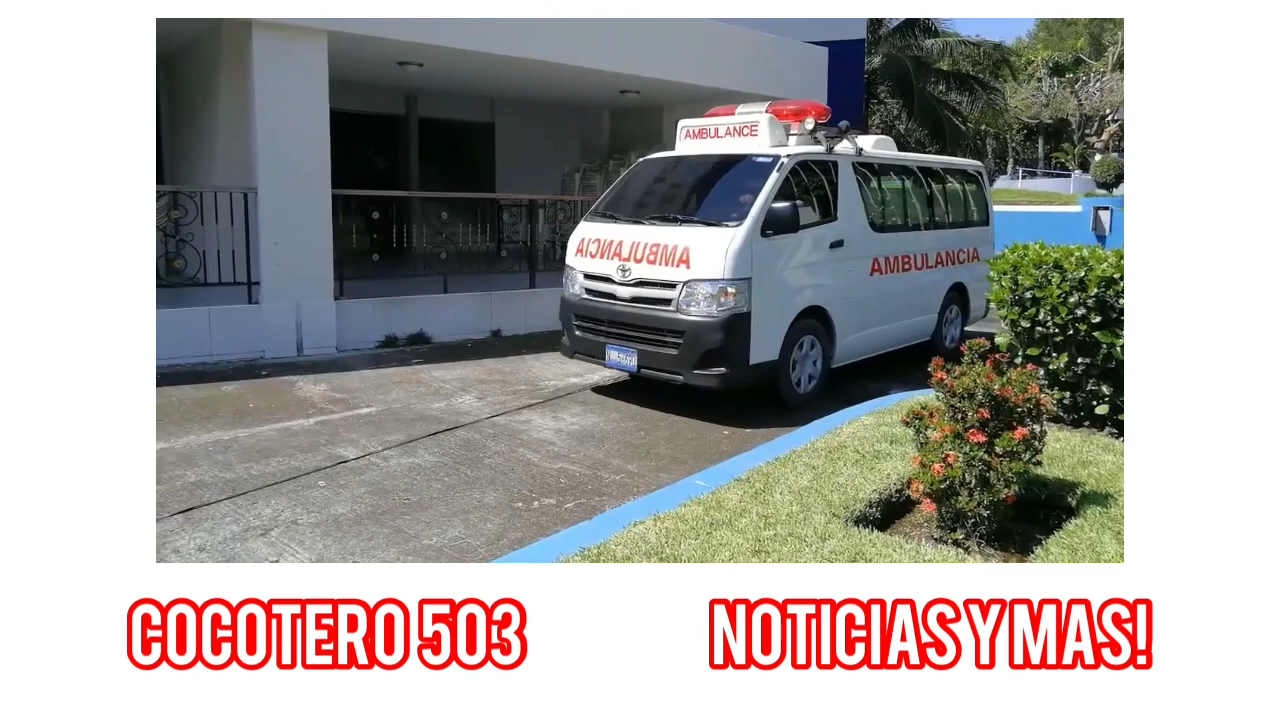 AMBULANCE
AMBULANCIA
AMBULANCIA
COCOTERO 503
NOTICIAS Y MAS!